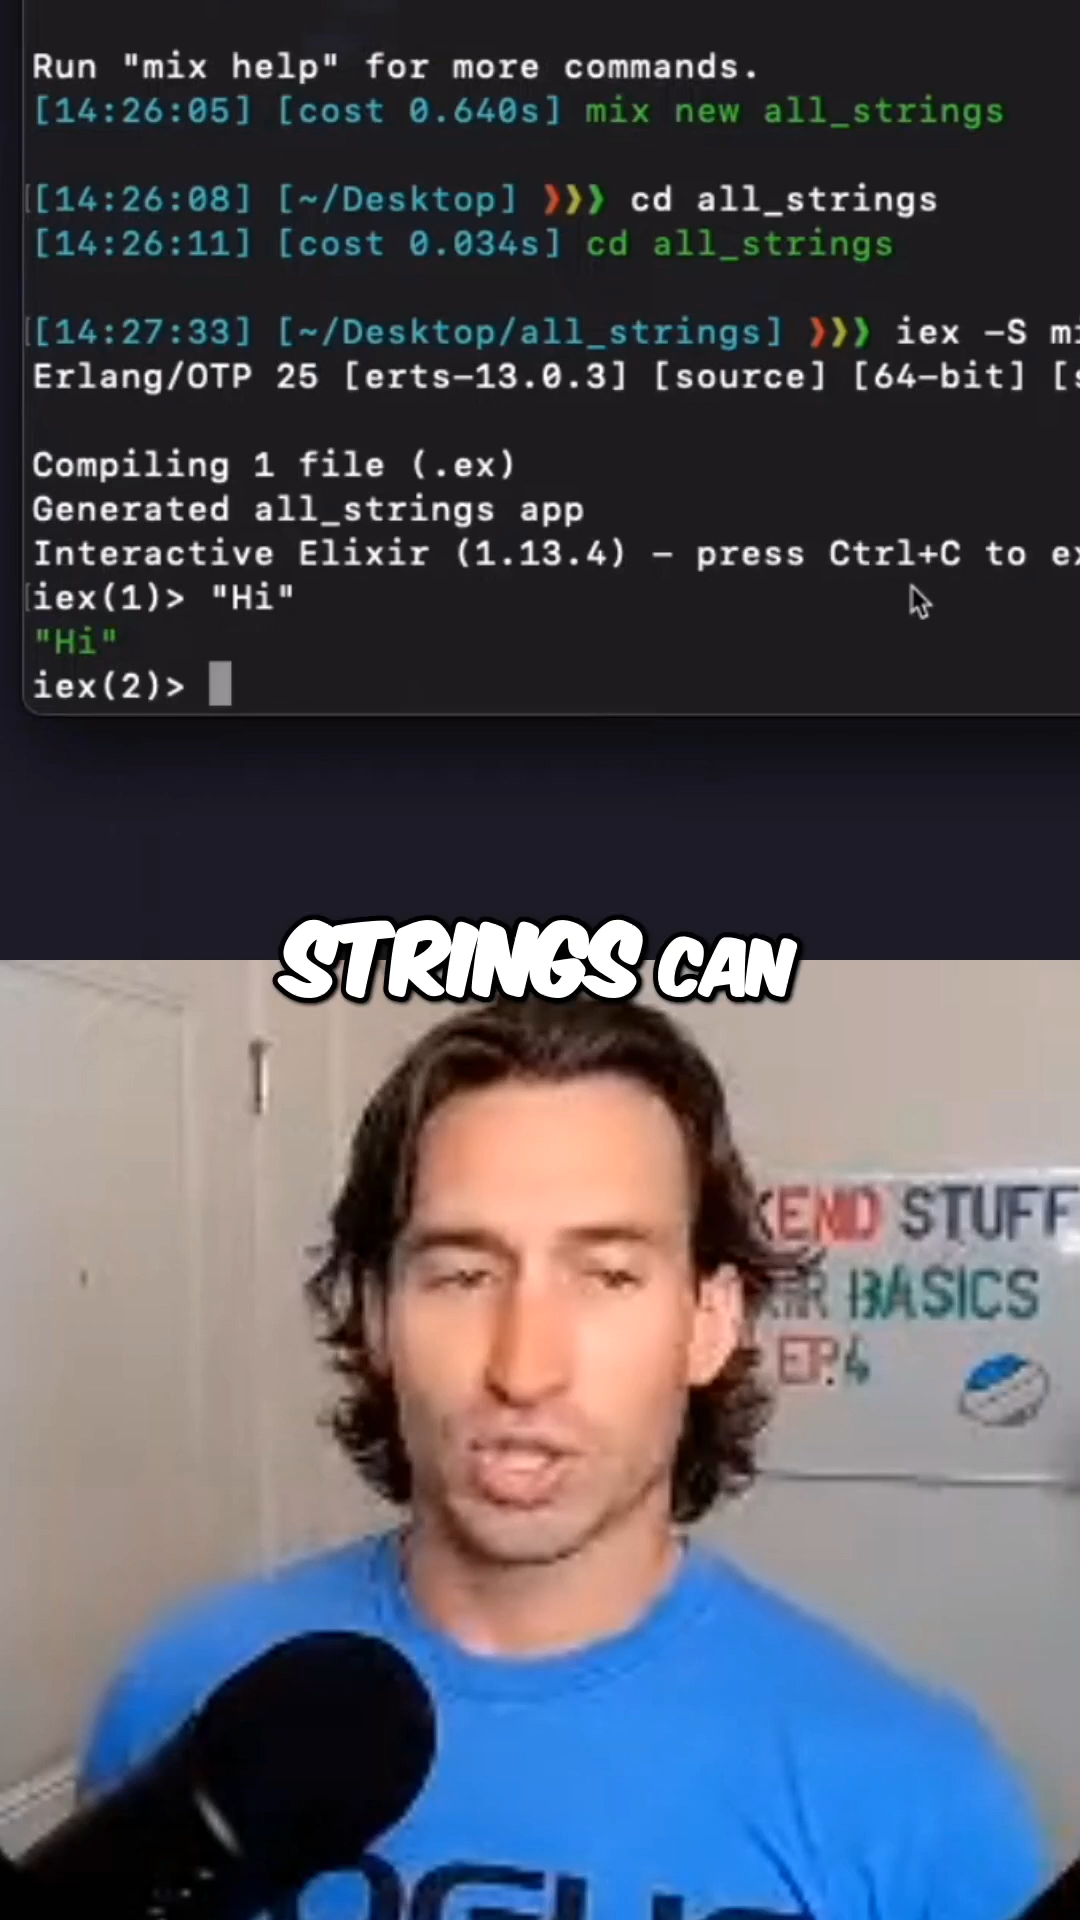 Run "mix help" for more commands.
[14:26:05] [cost 0.640s] mix new all_strings
[14:26:08] [~/Desktop] ❯❯❯ cd all_strings
[14:26:11] [cost 0.034s] cd all_strings
[14:27:33] [~/Desktop/all_strings] ❯❯❯ iex -S
Erlang/OTP 25 [erts-13.0.3] [source] [64-bit]
Compiling 1 file (.ex)
Generated all_strings app
Interactive Elixir (1.13.4) - press Ctrl+C to
iex(1)> "Hi"
"Hi"
iex(2)>
STRINGS CAN
STUFF
BASICS
EP.4